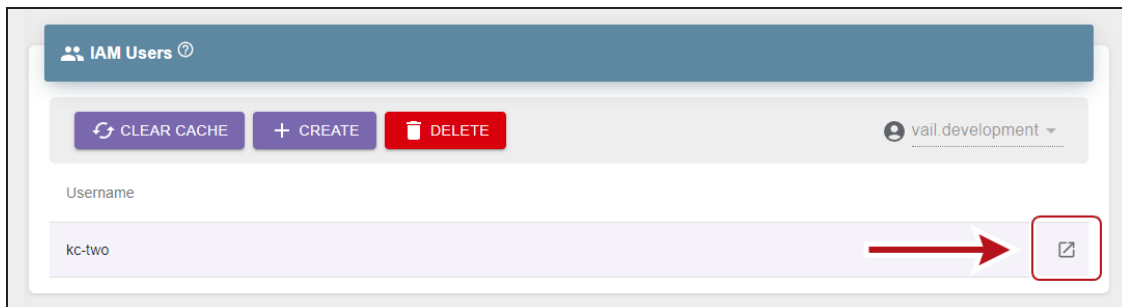 IAM Users
CLEAR CACHE
CREATE
DELETE
vail.development
Username
kc-two